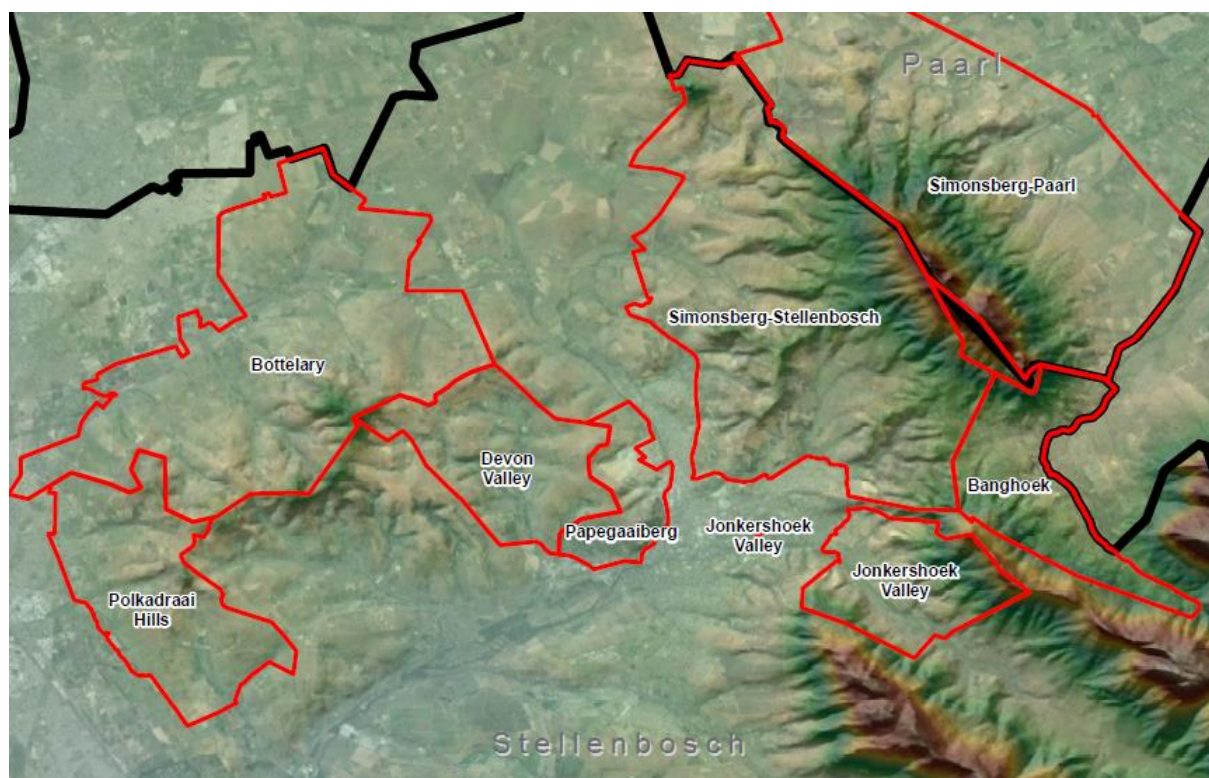 Paarl
Simonsberg-Paarl
Simonsberg-Stellenbosch
Bottelary
Devon
Valley
Banghoek
Papegaaiberg
Jonkershoek
Valley
Jonkershoek
Valley
Polkadraai
Hills
Stellenbosch